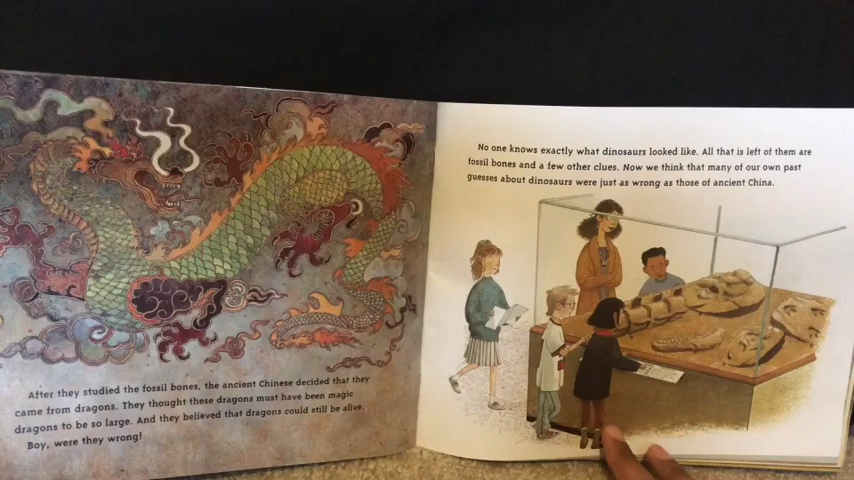 After they studied the fossil bones, the ancient Chinese decided that they
came from dragons. They thought these dragons must have been magic
dragons to be so large. And they believed that dragons could still be alive.
Boy, were they wrong!
No one knows exactly what dinosaurs looked like. All that is left of them are
fossil bones and a few other clues. Now we think that many of our own past
guesses about dinosaurs were just as wrong as those of ancient China.